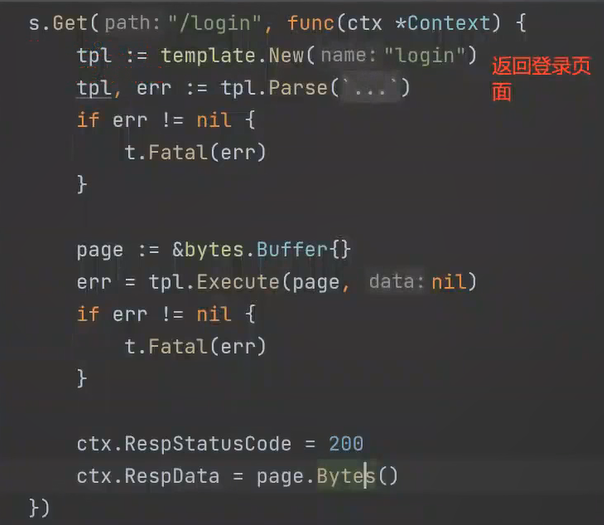 s.Get(path: "/login", func(ctx *Context) {
tpl := template.New(name: "login")
返回登录页
面
tpl, err := tpl.Parse(`...`)
if err != nil {
t.Fatal(err)
}
page := &bytes.Buffer{}
err = tpl.Execute(page, data: nil)
if err != nil {
t.Fatal(err)
}
ctx.RespStatusCode = 200
ctx.RespData = page.Bytes()
})